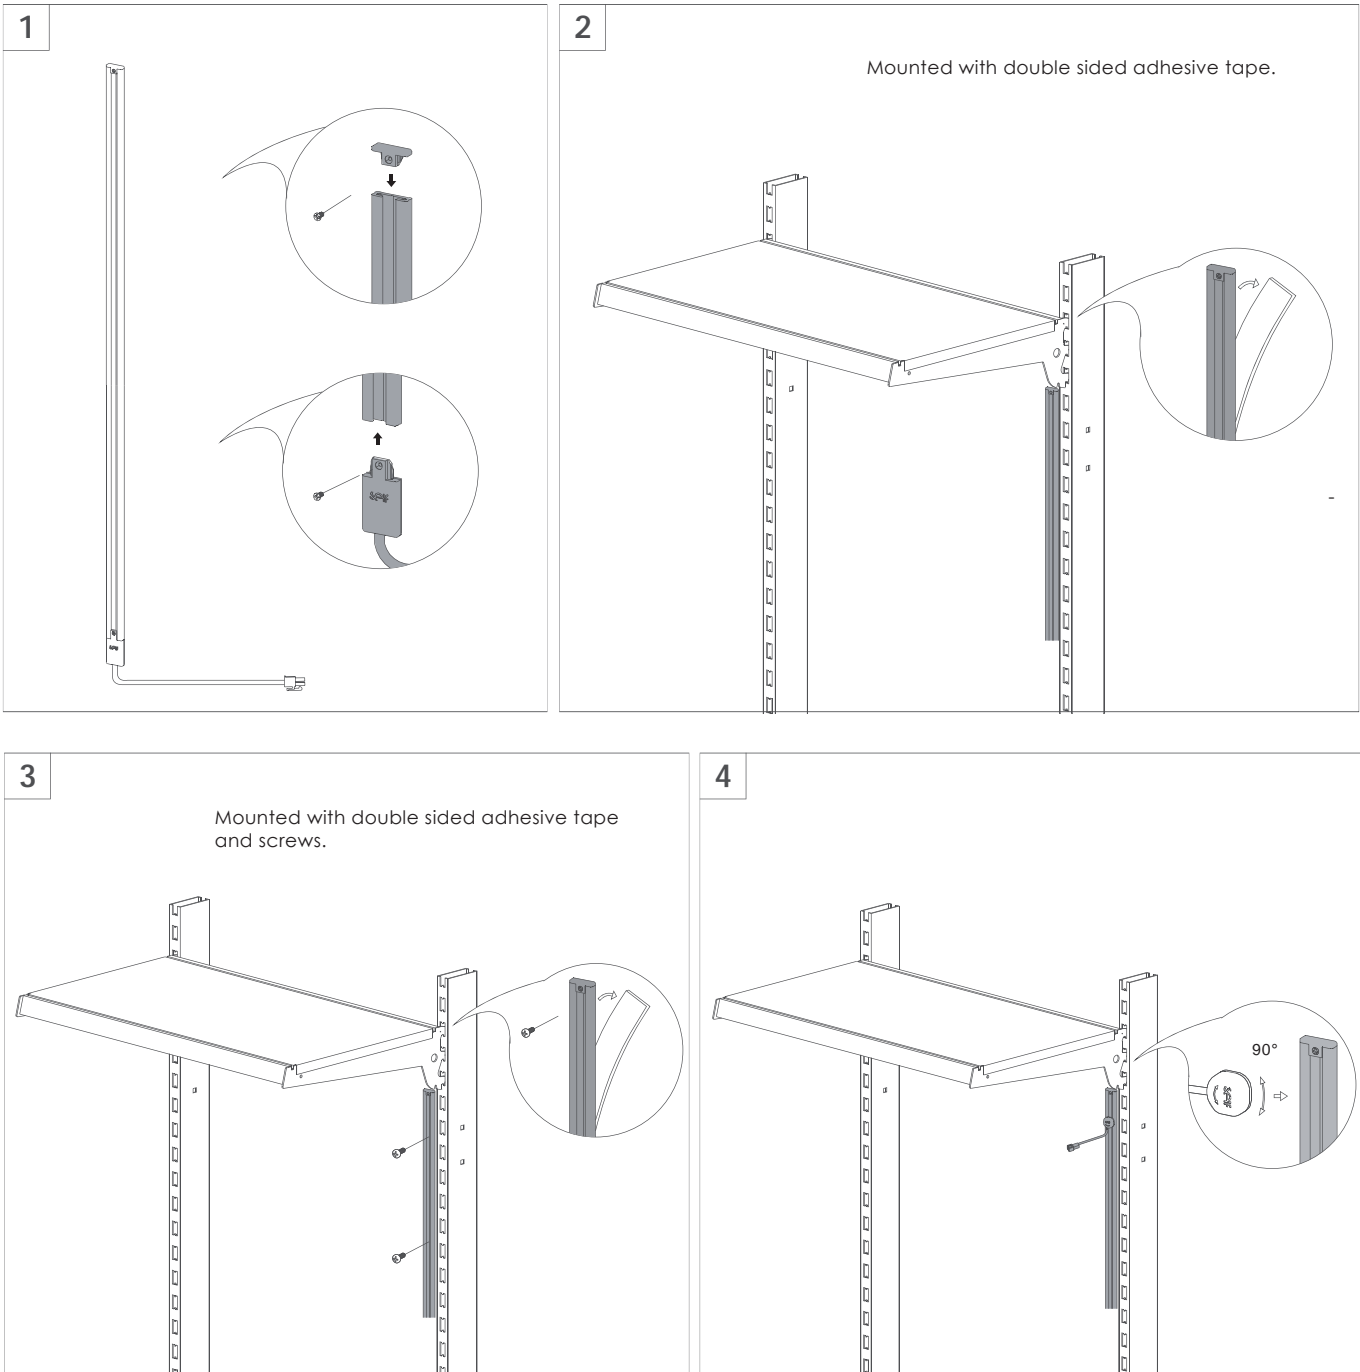 1
2
Mounted with double sided adhesive tape.
3
Mounted with double sided adhesive tape
and screws.
4
90°